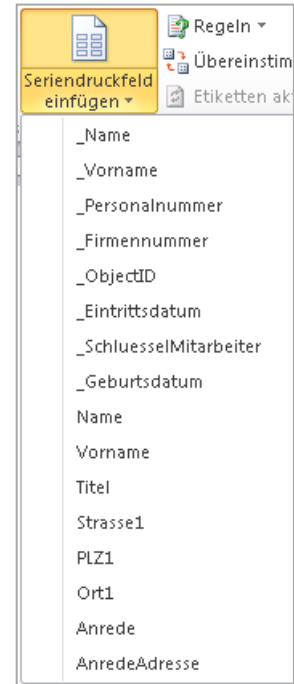 Regeln
Übereinstim
Etiketten ak
Seriendruckfeld
einfügen
_Name
_Vorname
_Personalnummer
_Firmennummer
_ObjectID
_Eintrittsdatum
_SchluesselMitarbeiter
_Geburtsdatum
Name
Vorname
Titel
Strasse1
PLZ1
Ort1
Anrede
AnredeAdresse